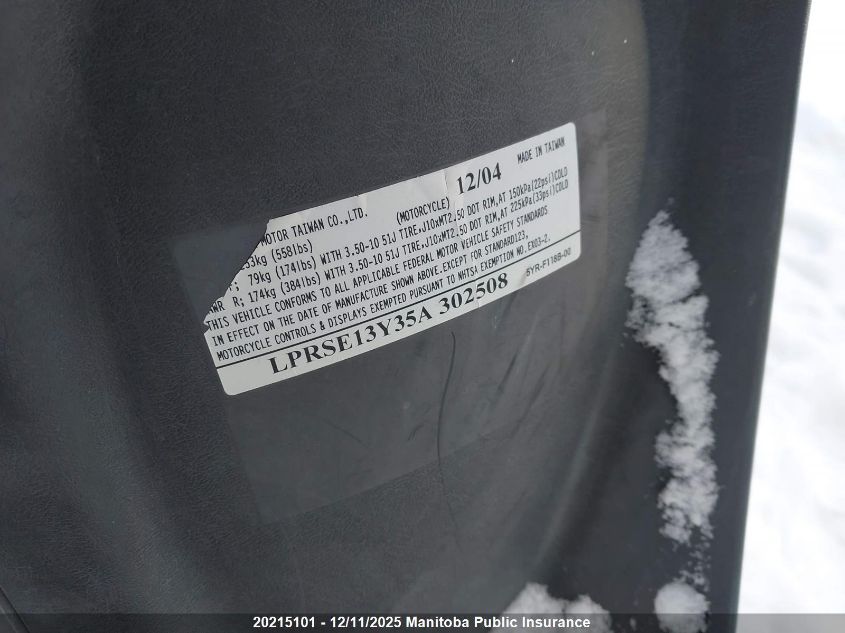 MOTOR TAIWAN CO.,LTD. (MOTORCYCLE) 12/04 MADE IN TAIWAN
53kg (558lbs)
F; 79kg (174lbs) WITH 3.50-10 51J TIRE,J10xMT2.50 DOT RIM,AT 150kPa(22psi)COLD
AWR R; 174kg (384lbs) WITH 3.50-10 51J TIRE,J10xMT2.50 DOT RIM,AT 225kPa(33psi)COLD
THIS VEHICLE CONFORMS TO ALL APPLICABLE FEDERAL MOTOR VEHICLE SAFETY STANDARDS
IN EFFECT ON THE DATE OF MANUFACTURE SHOWN ABOVE.EXCEPT FOR STANDARD123,
MOTORCYCLE CONTROLS & DISPLAYS EXEMPTED PURSUANT TO NHTSA EXEMPTION NO. EX03-2.
LPRSE13Y35A 302508 5YR-F118B-00
20215101 - 12/11/2025 Manitoba Public Insurance